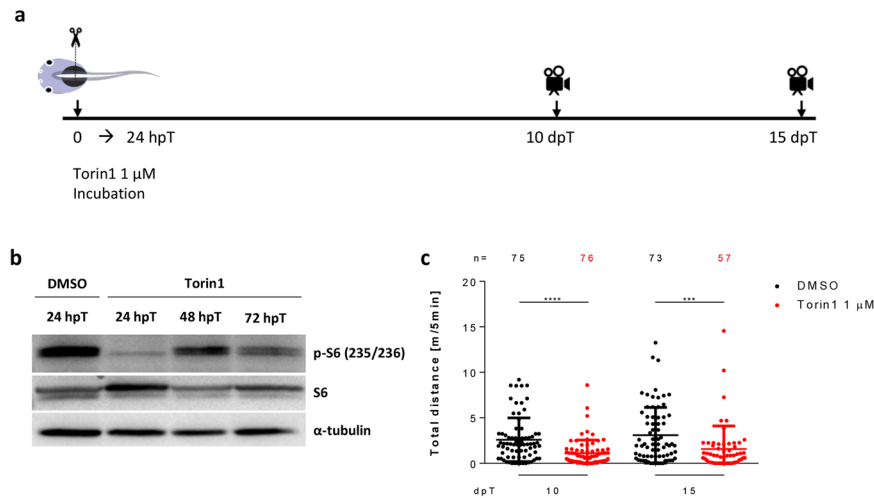 a
0 → 24 hpT
10 dpT
15 dpT
Torin1 1 µM
Incubation
b
DMSO
Torin1
24 hpT
24 hpT
48 hpT
72 hpT
p-S6 (235/236)
S6
α-tubulin
c
n=
75
76
73
57
20
15
10
5
0
Total distance [m/5min]
****
***
DMSO
Torin1 1 µM
dpT
10
15